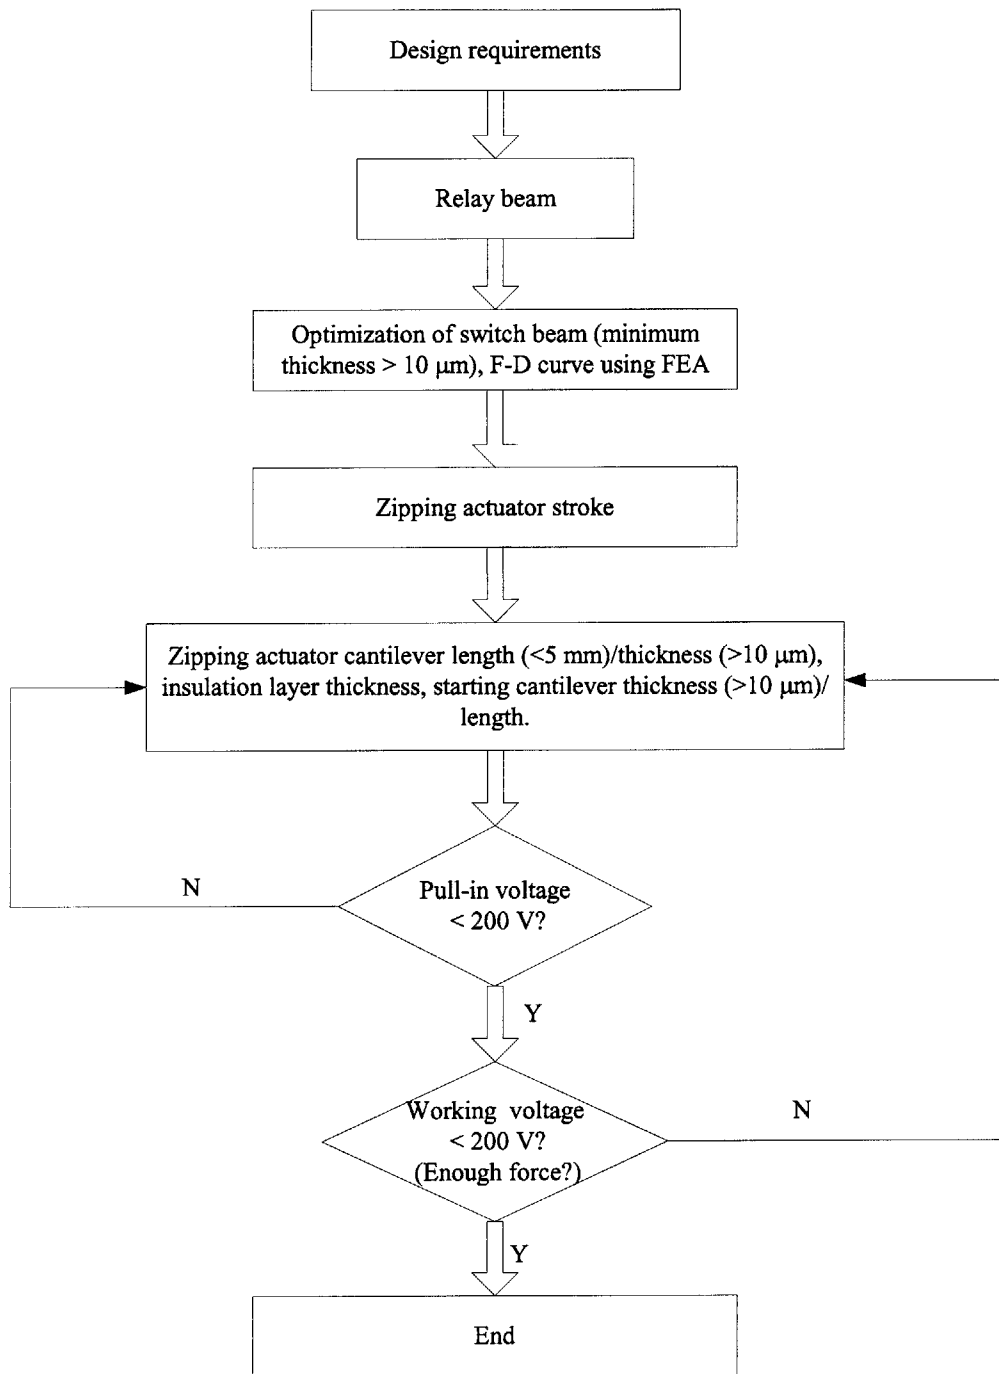 Design requirements
Relay beam
Optimization of switch beam (minimum
thickness > 10 μm), F-D curve using FEA
Zipping actuator stroke
Zipping actuator cantilever length (<5 mm)/thickness (>10 μm),
insulation layer thickness, starting cantilever thickness (>10 μm)/
length.
N
Pull-in voltage
< 200 V?
Y
Working voltage
< 200 V?
(Enough force?)
N
Y
End